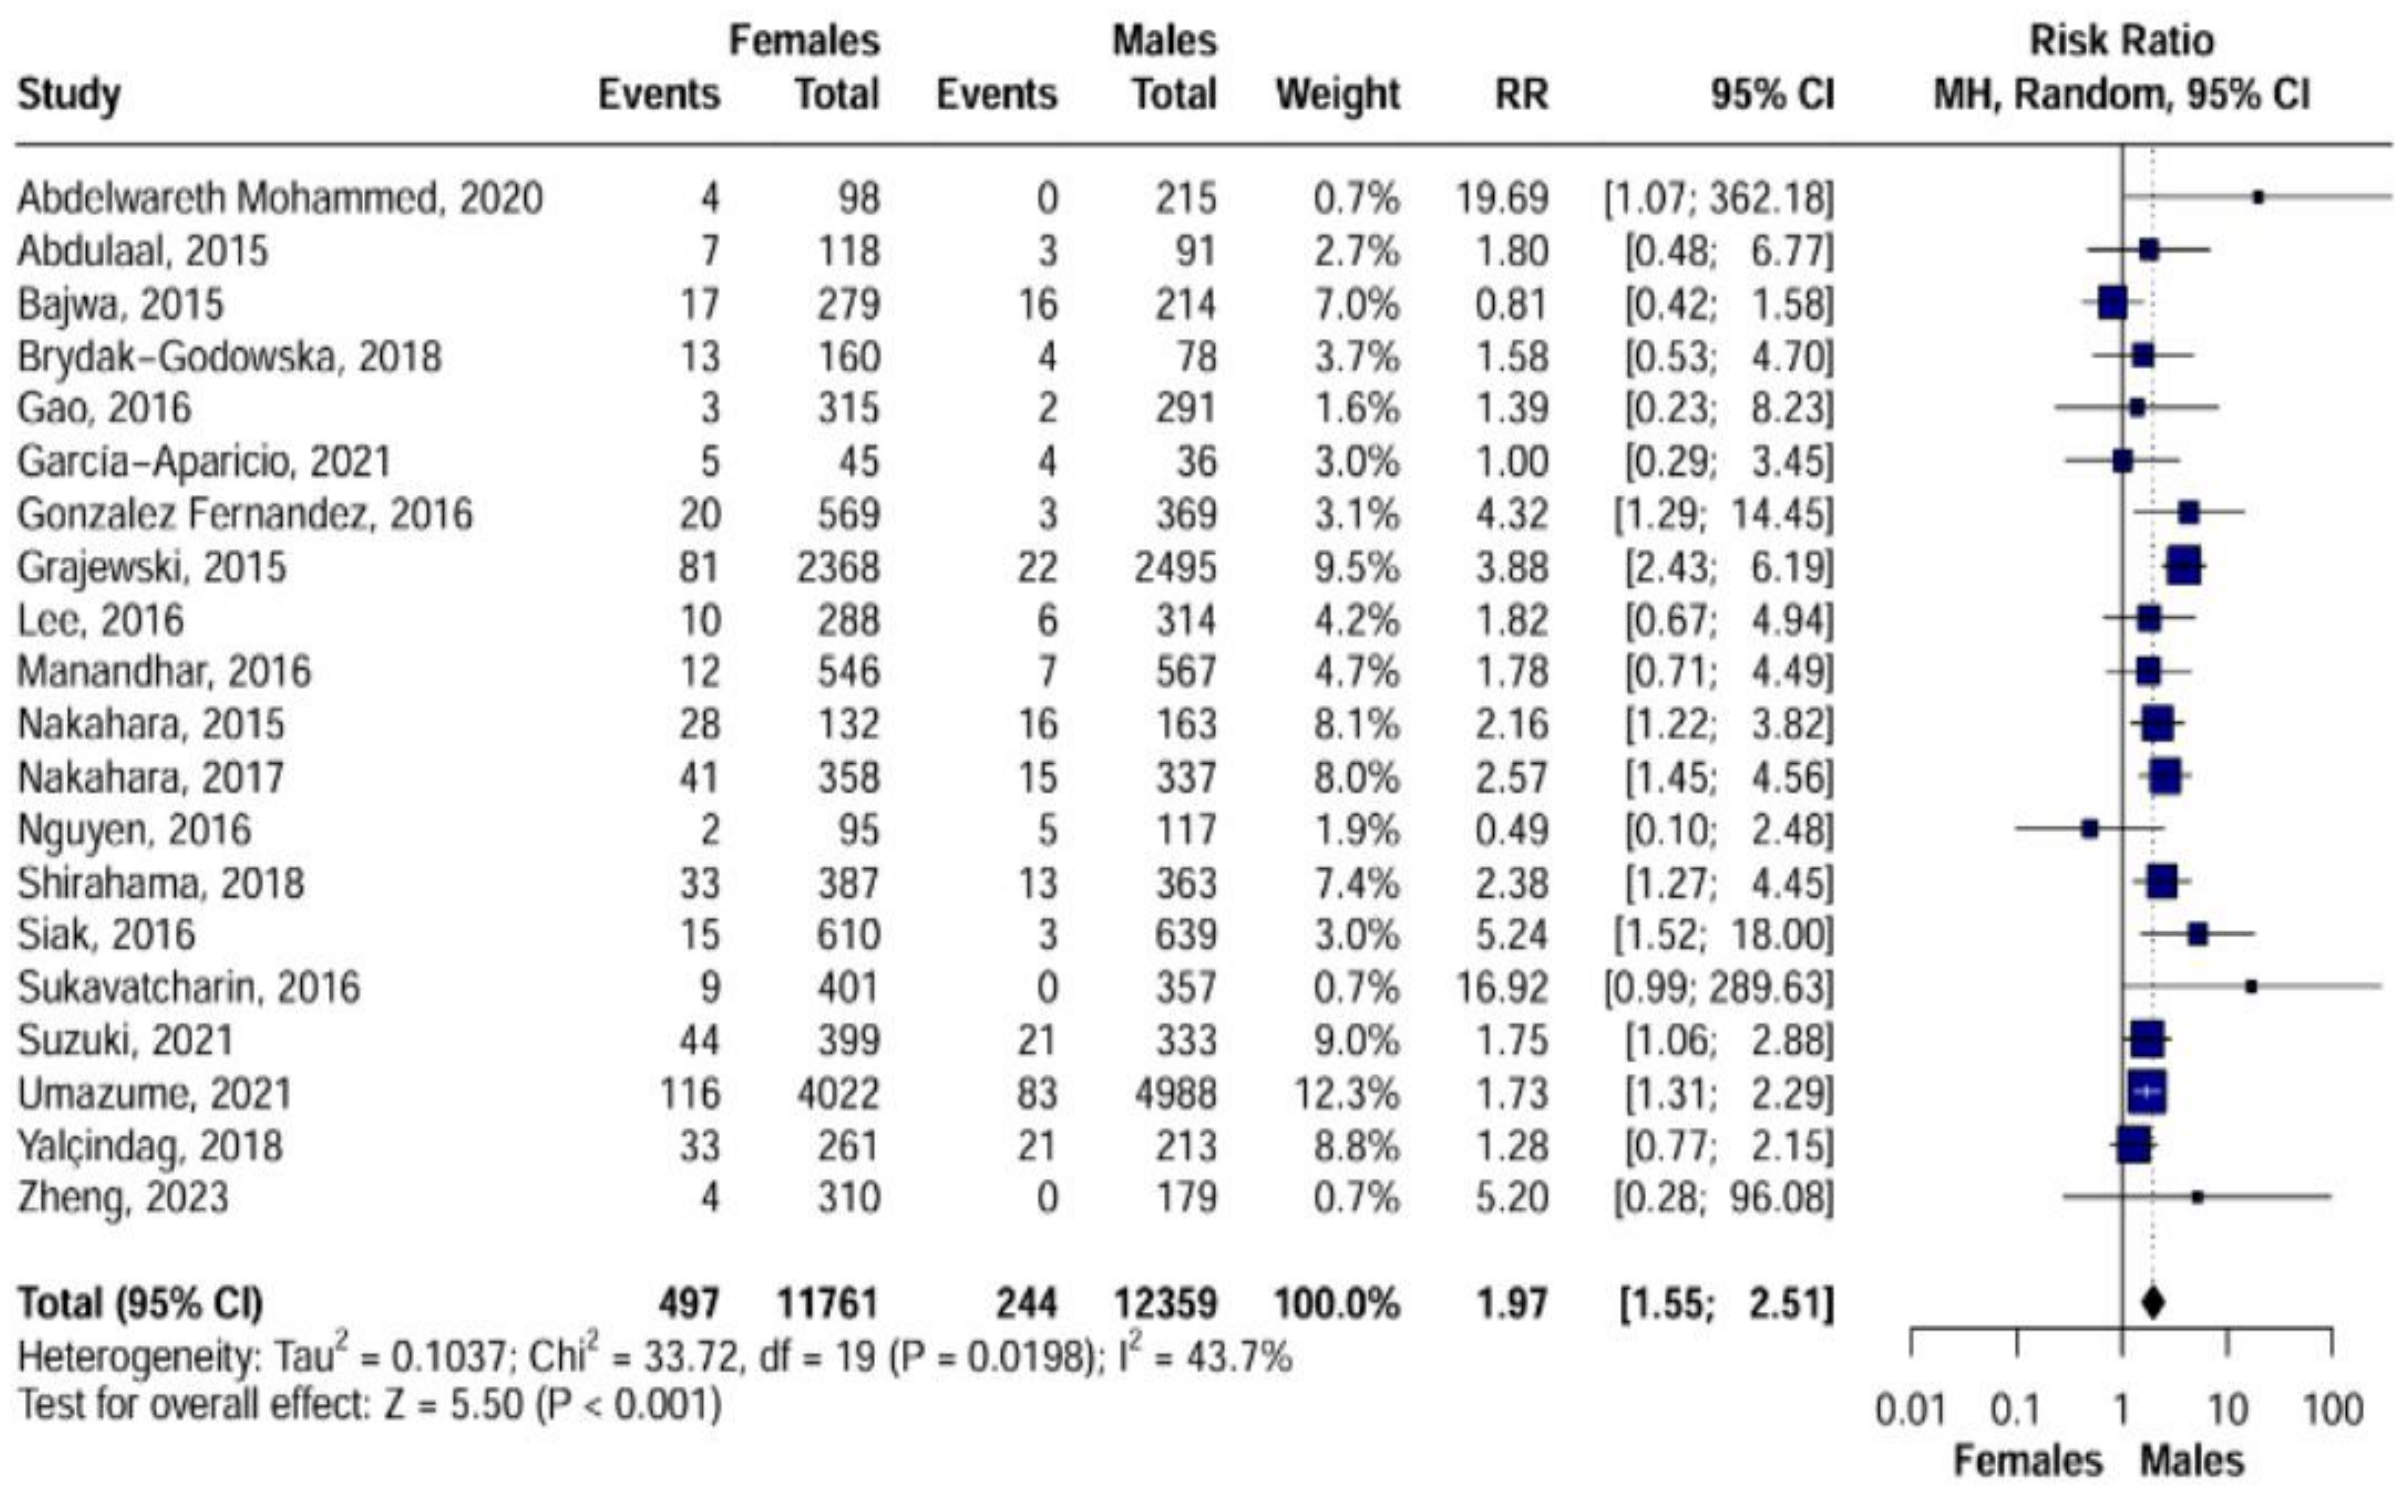 Females Males Risk Ratio
Study Events Total Events Total Weight RR 95% CI MH, Random, 95% CI
Abdelwareth Mohammed, 2020 4 98 0 215 0.7% 19.69 [1.07; 362.18]
Abdulaal, 2015 7 118 3 91 2.7% 1.80 [0.48; 6.77]
Bajwa, 2015 17 279 16 214 7.0% 0.81 [0.42; 1.58]
Brydak–Godowska, 2018 13 160 4 78 3.7% 1.58 [0.53; 4.70]
Gao, 2016 3 315 2 291 1.6% 1.39 [0.23; 8.23]
García–Aparicio, 2021 5 45 4 36 3.0% 1.00 [0.29; 3.45]
Gonzalez Fernandez, 2016 20 569 3 369 3.1% 4.32 [1.29; 14.45]
Grajewski, 2015 81 2368 22 2495 9.5% 3.88 [2.43; 6.19]
Lee, 2016 10 288 6 314 4.2% 1.82 [0.67; 4.94]
Manandhar, 2016 12 546 7 567 4.7% 1.78 [0.71; 4.49]
Nakahara, 2015 28 132 16 163 8.1% 2.16 [1.22; 3.82]
Nakahara, 2017 41 358 15 337 8.0% 2.57 [1.45; 4.56]
Nguyen, 2016 2 95 5 117 1.9% 0.49 [0.10; 2.48]
Shirahama, 2018 33 387 13 363 7.4% 2.38 [1.27; 4.45]
Siak, 2016 15 610 3 639 3.0% 5.24 [1.52; 18.00]
Sukavatcharin, 2016 9 401 0 357 0.7% 16.92 [0.99; 289.63]
Suzuki, 2021 44 399 21 333 9.0% 1.75 [1.06; 2.88]
Umazume, 2021 116 4022 83 4988 12.3% 1.73 [1.31; 2.29]
Yalçindag, 2018 33 261 21 213 8.8% 1.28 [0.77; 2.15]
Zheng, 2023 4 310 0 179 0.7% 5.20 [0.28; 96.08]
Total (95% CI) 497 11761 244 12359 100.0% 1.97 [1.55; 2.51]
Heterogeneity: Tau² = 0.1037; Chi² = 33.72, df = 19 (P = 0.0198); I² = 43.7%
Test for overall effect: Z = 5.50 (P < 0.001)
0.01 0.1 1 10 100
Females Males